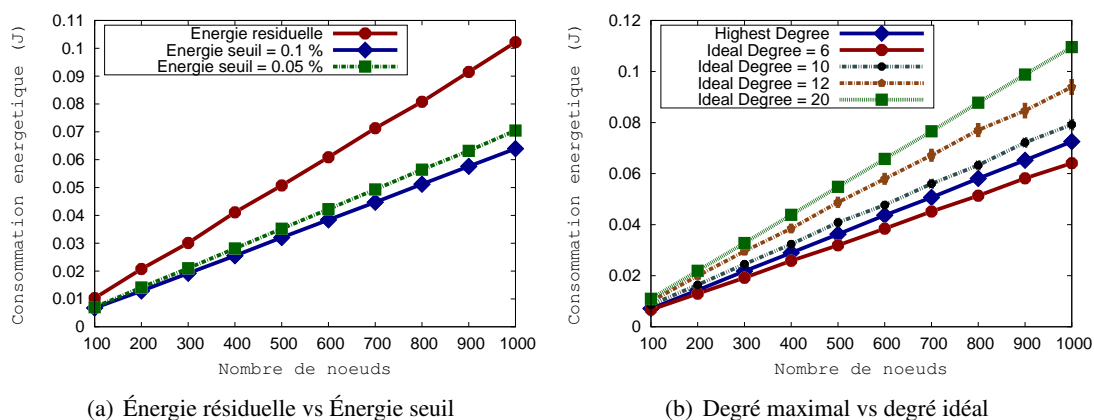 Consommation energetique (J)
0.11
0.1
0.09
0.08
0.07
0.06
0.05
0.04
0.03
0.02
0.01
0
Energie residuelle
Energie seuil = 0.1 %
Energie seuil = 0.05 %
100 200 300 400 500 600 700 800 900 1000
Nombre de noeuds
(a) Énergie résiduelle vs Énergie seuil
Consommation energetique (J)
0.12
0.1
0.08
0.06
0.04
0.02
0
Highest Degree
Ideal Degree = 6
Ideal Degree = 10
Ideal Degree = 12
Ideal Degree = 20
100 200 300 400 500 600 700 800 900 1000
Nombre de noeuds
(b) Degré maximal vs degré idéal